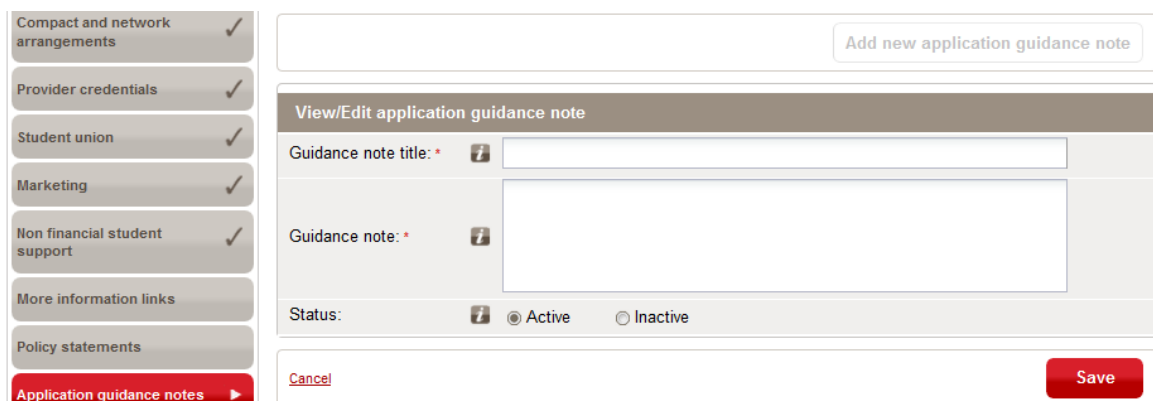 Compact and network
arrangements
Provider credentials
Student union
Marketing
Non financial student
support
More information links
Policy statements
Application guidance notes
Add new application guidance note
View/Edit application guidance note
Guidance note title: *
Guidance note: *
Status:
Active
Inactive
Cancel
Save